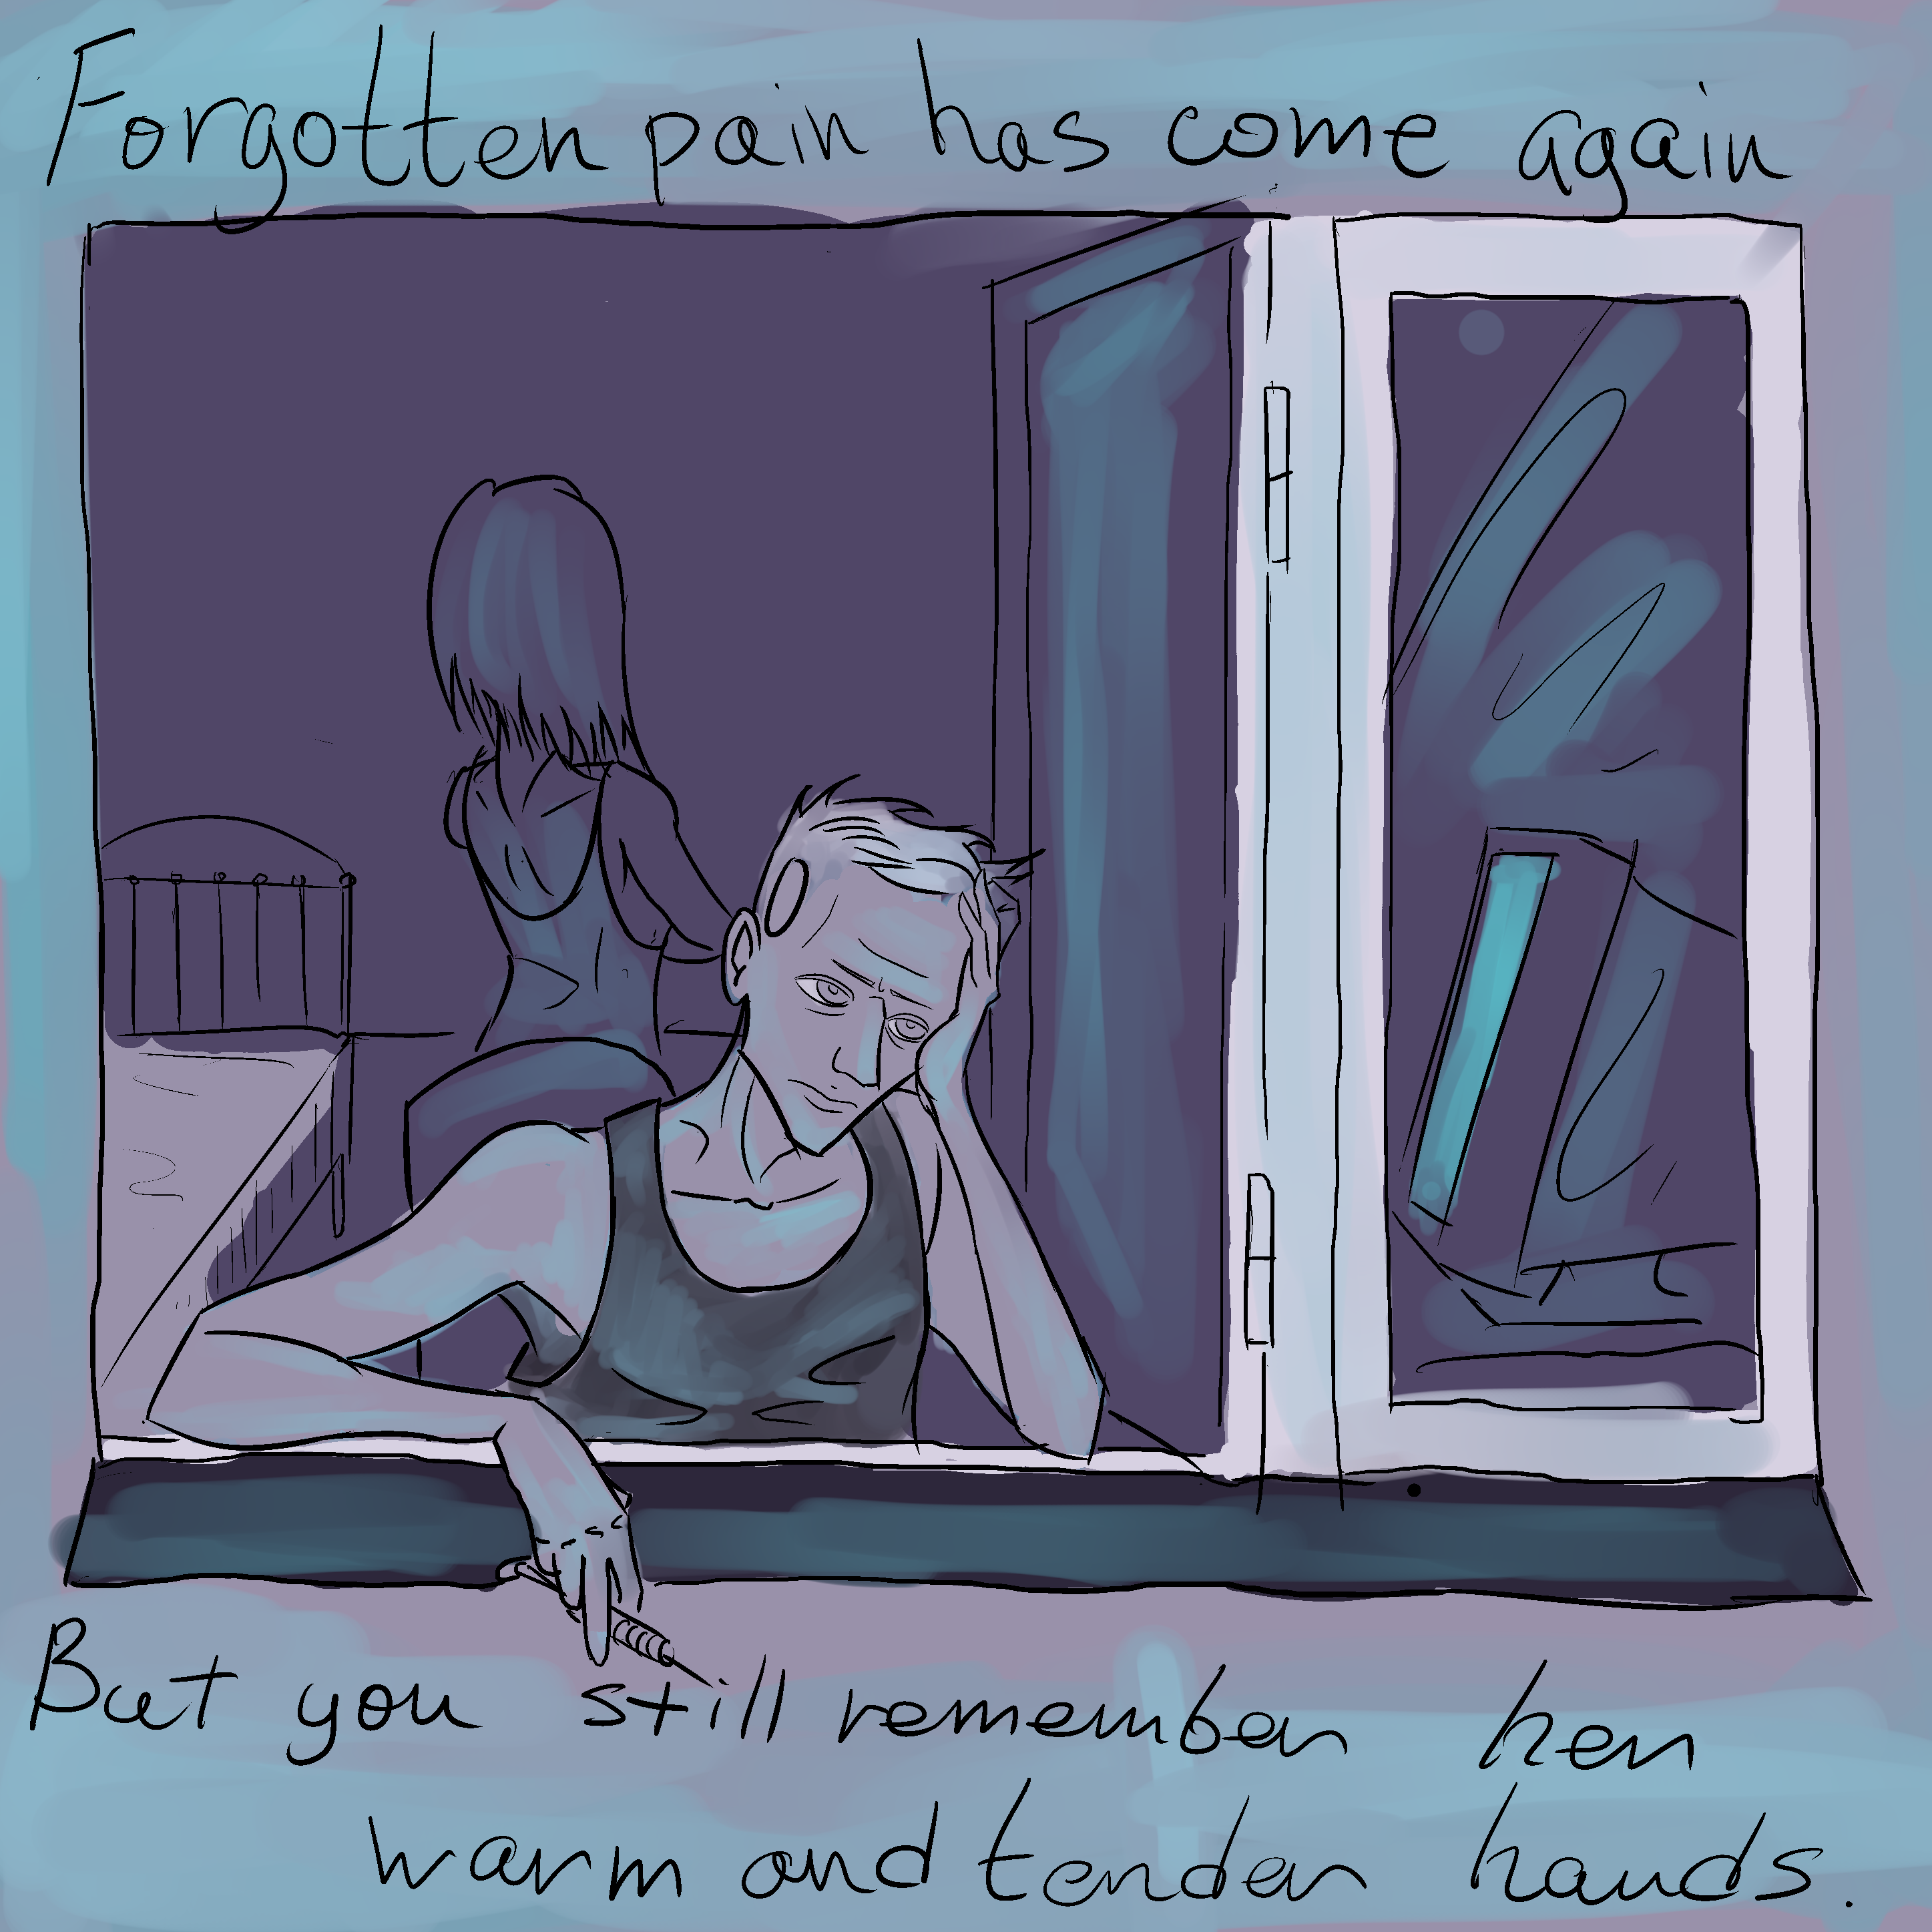 Forgotten pain has come again
But you still remember her
warm and tender hands.